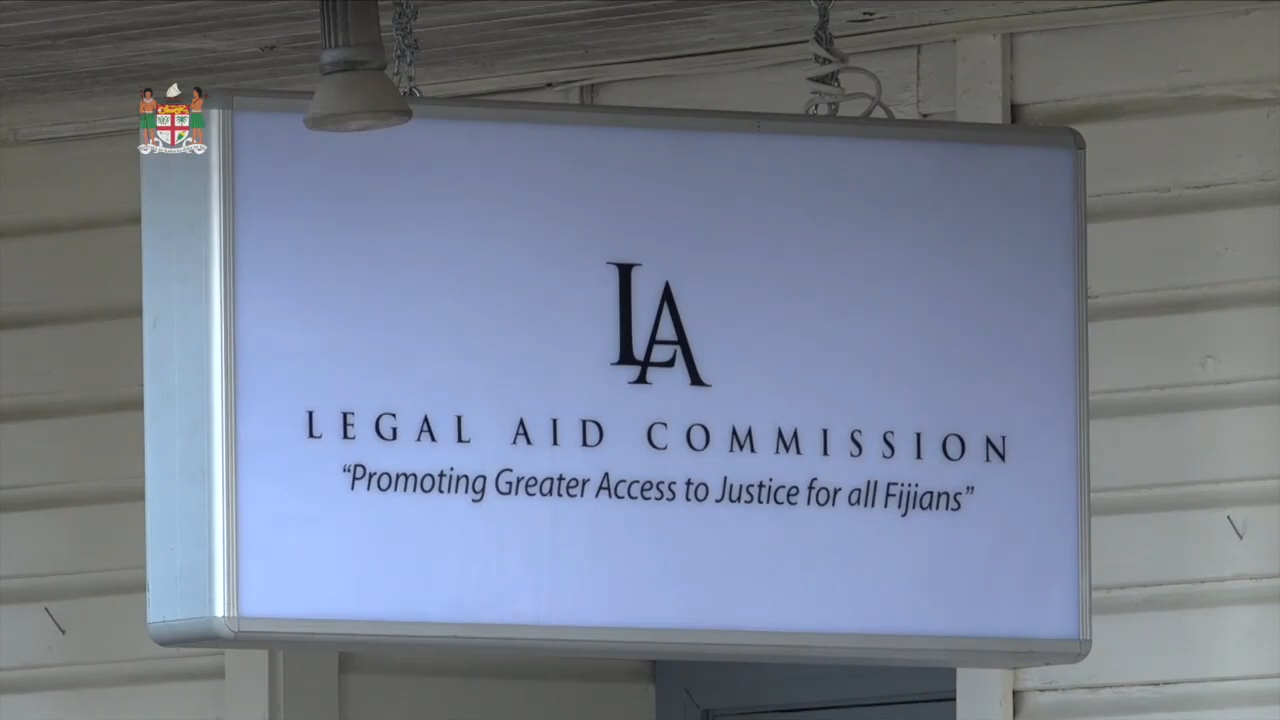 LA
LEGAL AID COMMISSION
“Promoting Greater Access to Justice for all Fijians”